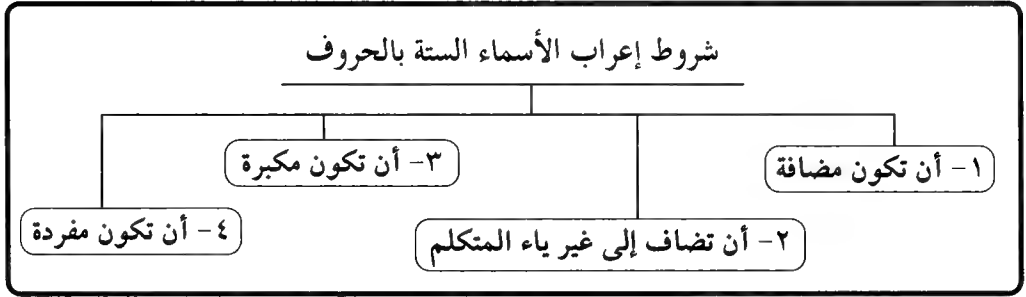 شروط إعراب الأسماء الستة بالحروف
١- أن تكون مضافة
٢- أن تضاف إلى غير ياء المتكلم
٣- أن تكون مكبرة
٤- أن تكون مفردة